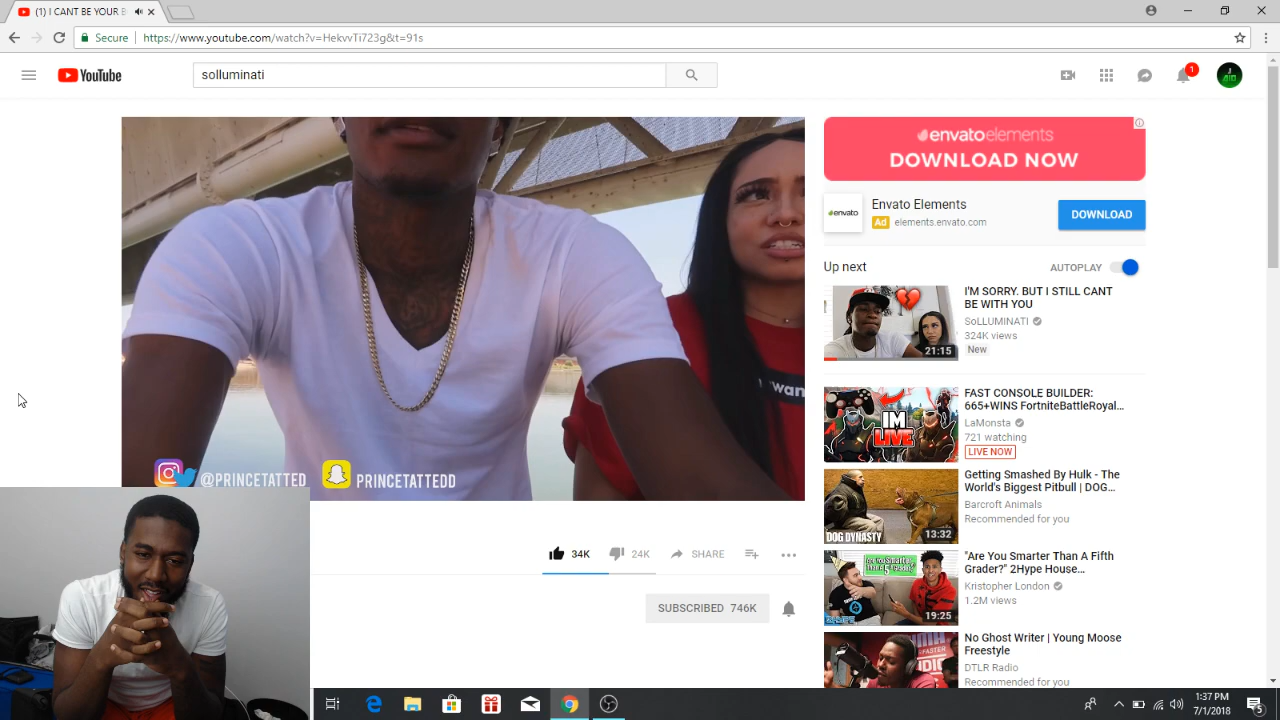 (1) I CANT BE YOUR B
Secure
https://www.youtube.com/watch?v=HekvvTi723g&t=91s
YouTube
solluminati
1
@PRINCETATTED
PRINCETATTEDD
wan
34K
24K
SHARE
SUBSCRIBED 746K
envatoelements
DOWNLOAD NOW
envato
Envato Elements
Ad elements.envato.com
DOWNLOAD
Up next
AUTOPLAY
I'M SORRY. BUT I STILL CANT
BE WITH YOU
SoLLUMINATI
324K views
New
21:15
FAST CONSOLE BUILDER:
665+WINS FortniteBattleRoyal...
LaMonsta
721 watching
LIVE NOW
IM
LIVE
Getting Smashed By Hulk - The
World's Biggest Pitbull | DOG...
Barcroft Animals
Recommended for you
DOG DYNASTY
13:32
"Are You Smarter Than A Fifth
Grader?" 2Hype House...
Kristopher London
1.2M views
19:25
No Ghost Writer | Young Moose
Freestyle
DTLR Radio
Recommended for you
1:37 PM
7/1/2018
5